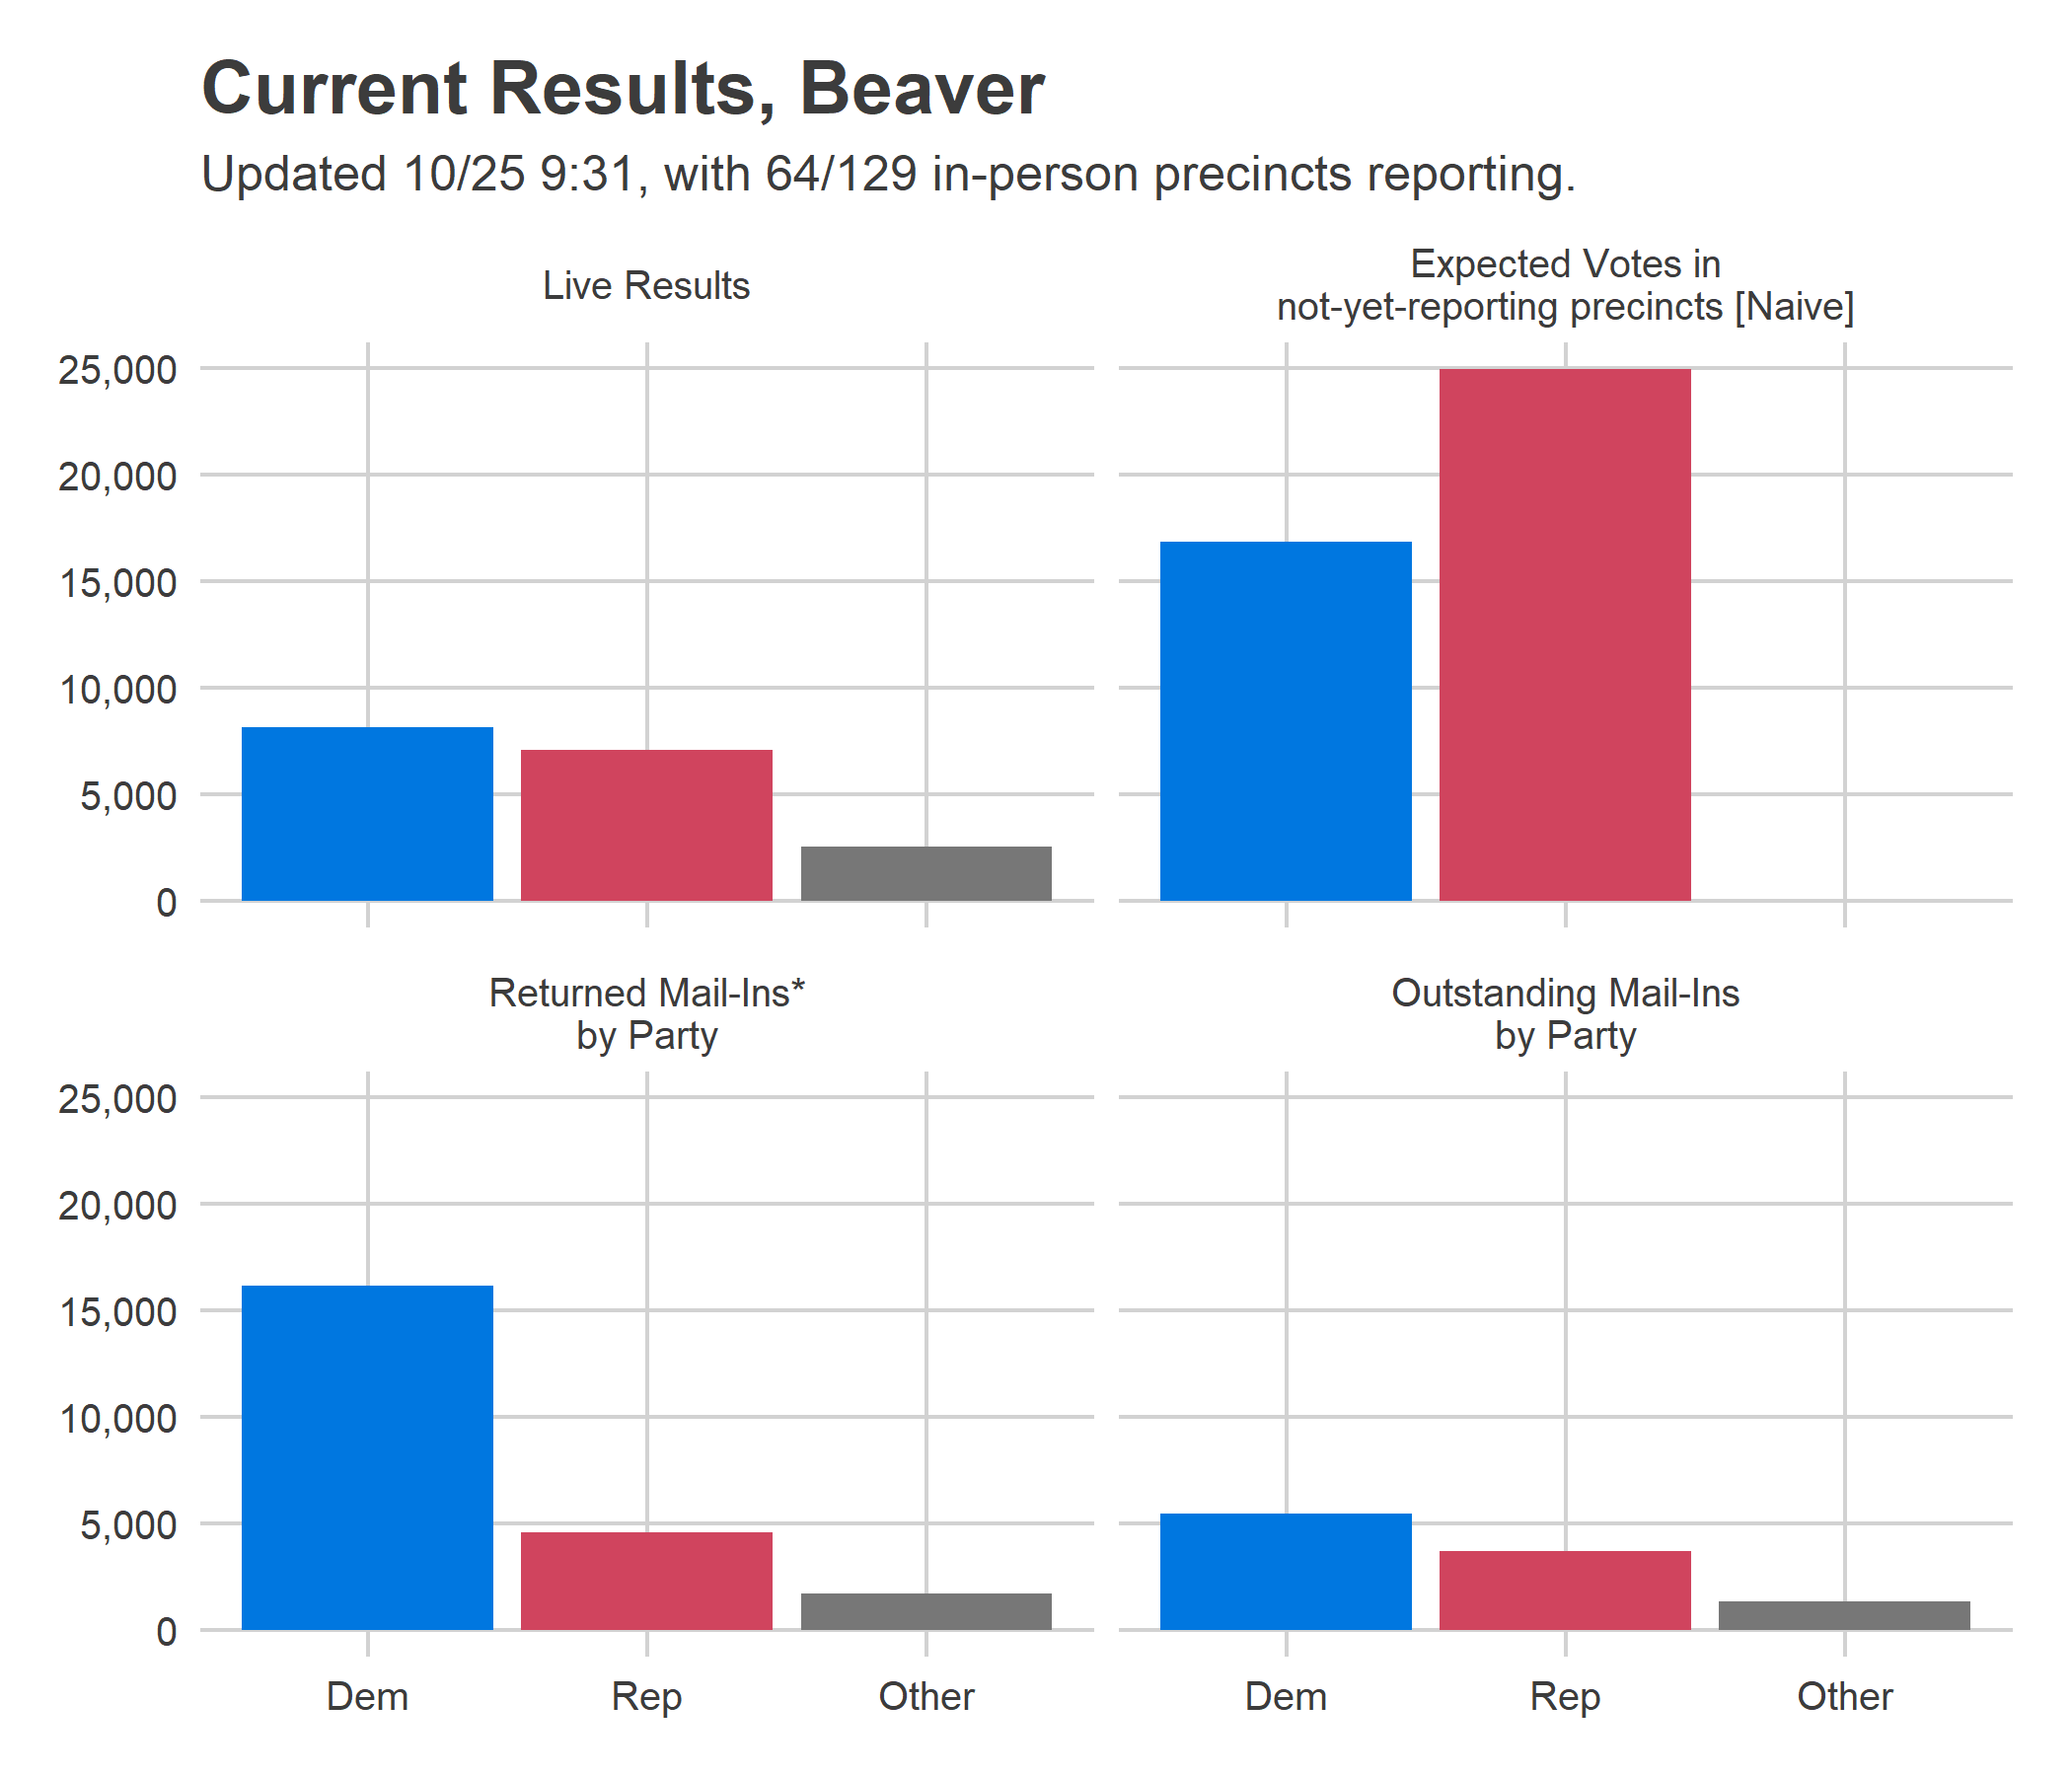 Current Results, Beaver
Updated 10/25 9:31, with 64/129 in-person precincts reporting.
Live Results
Expected Votes in
not-yet-reporting precincts [Naive]
25,000
20,000
15,000
10,000
5,000
0
Returned Mail-Ins*
by Party
Outstanding Mail-Ins
by Party
25,000
20,000
15,000
10,000
5,000
0
Dem Rep Other Dem Rep Other